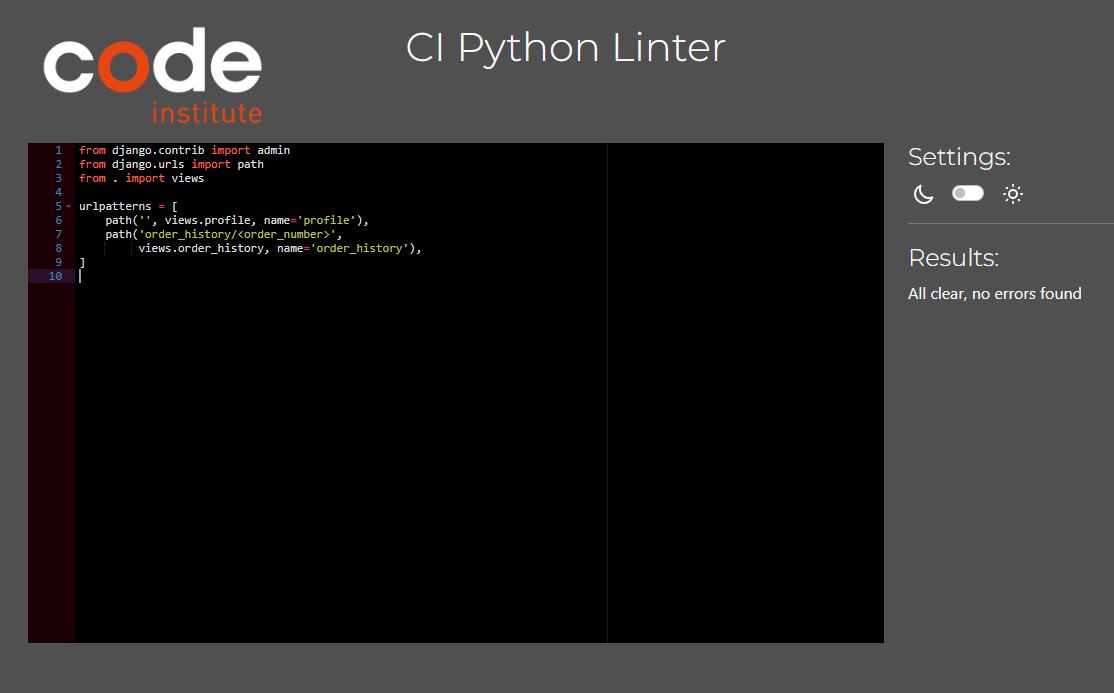 code
institute
CI Python Linter
1 from django.contrib import admin
2 from django.urls import path
3 from . import views
4
5 urlpatterns = [
6     path('', views.profile, name='profile'),
7     path('order_history/<order_number>',
8          views.order_history, name='order_history'),
9 ]
10
Settings:
Results:
All clear, no errors found